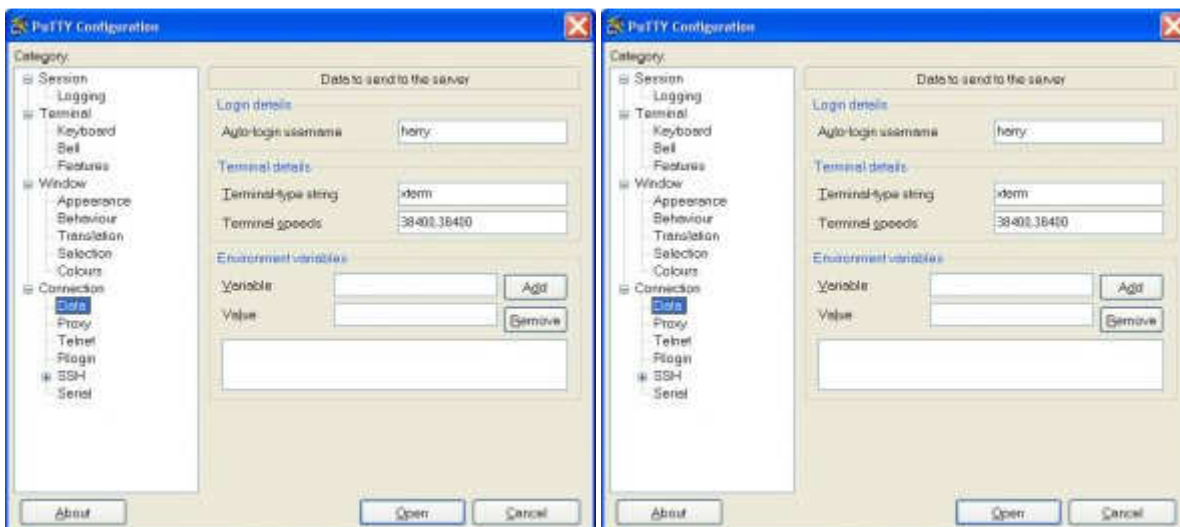 PuTTY Configuration
Category:
Session
Logging
Terminal
Keyboard
Bell
Features
Window
Appearance
Behaviour
Translation
Selection
Colours
Connection
Data
Proxy
Telnet
Rlogin
SSH
Serial
Data to send to the server
Login details
Auto-login username
harry
Terminal details
Terminal-type string
xterm
Terminal speeds
38400,38400
Environment variables
Variable
Add
Value
Remove
About
Open
Cancel
PuTTY Configuration
Category:
Session
Logging
Terminal
Keyboard
Bell
Features
Window
Appearance
Behaviour
Translation
Selection
Colours
Connection
Data
Proxy
Telnet
Rlogin
SSH
Serial
Data to send to the server
Login details
Auto-login username
harry
Terminal details
Terminal-type string
xterm
Terminal speeds
38400,38400
Environment variables
Variable
Add
Value
Remove
About
Open
Cancel